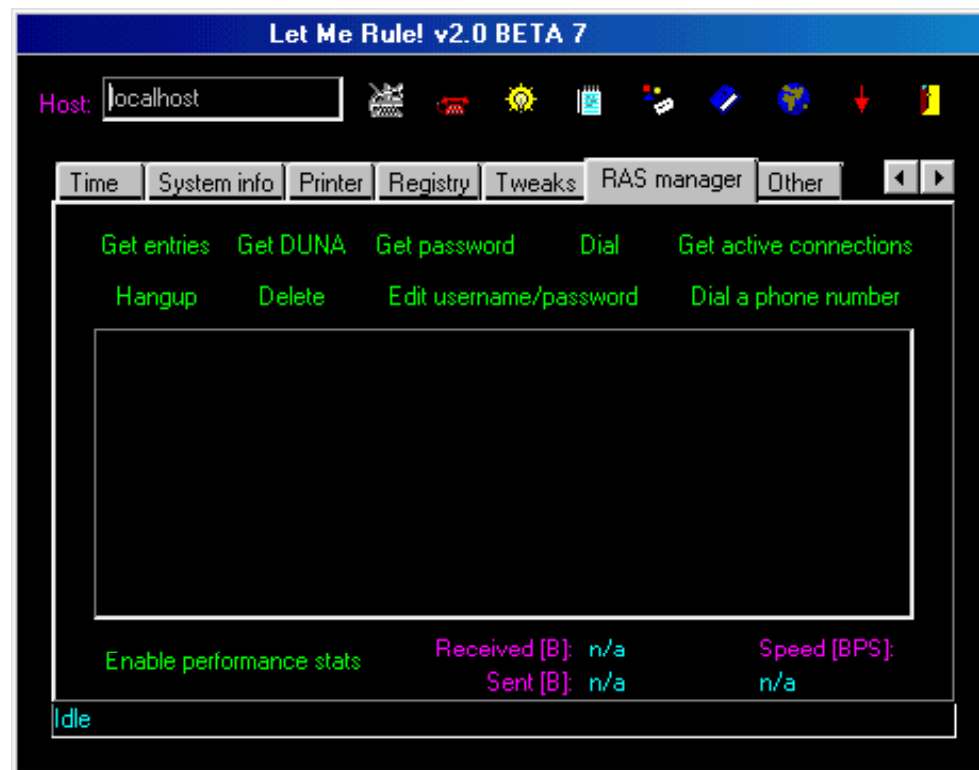 Let Me Rule! v2.0 BETA 7
Host: localhost
Time System info Printer Registry Tweaks RAS manager Other
Get entries Get DUNA Get password Dial Get active connections
Hangup Delete Edit username/password Dial a phone number
Enable performance stats
Received [B]: n/a Speed [BPS]:
Sent [B]: n/a n/a
Idle